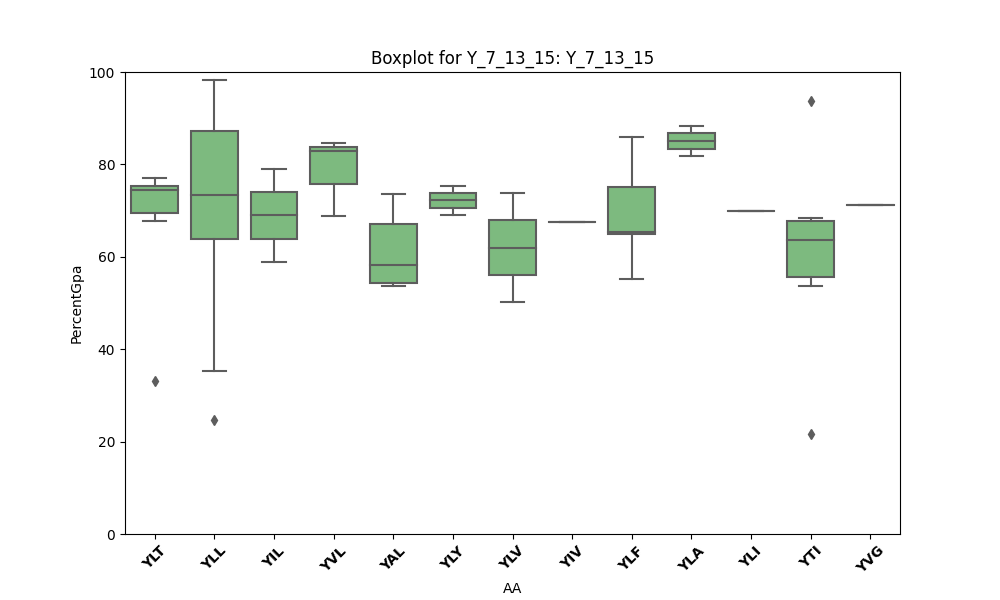 Boxplot for Y_7_13_15: Y_7_13_15
PercentGpa
100
80
60
40
20
0
YLT YLL YIL YVL YAL YLY YLV YIV YLF YLA YLI YTI YVG
AA